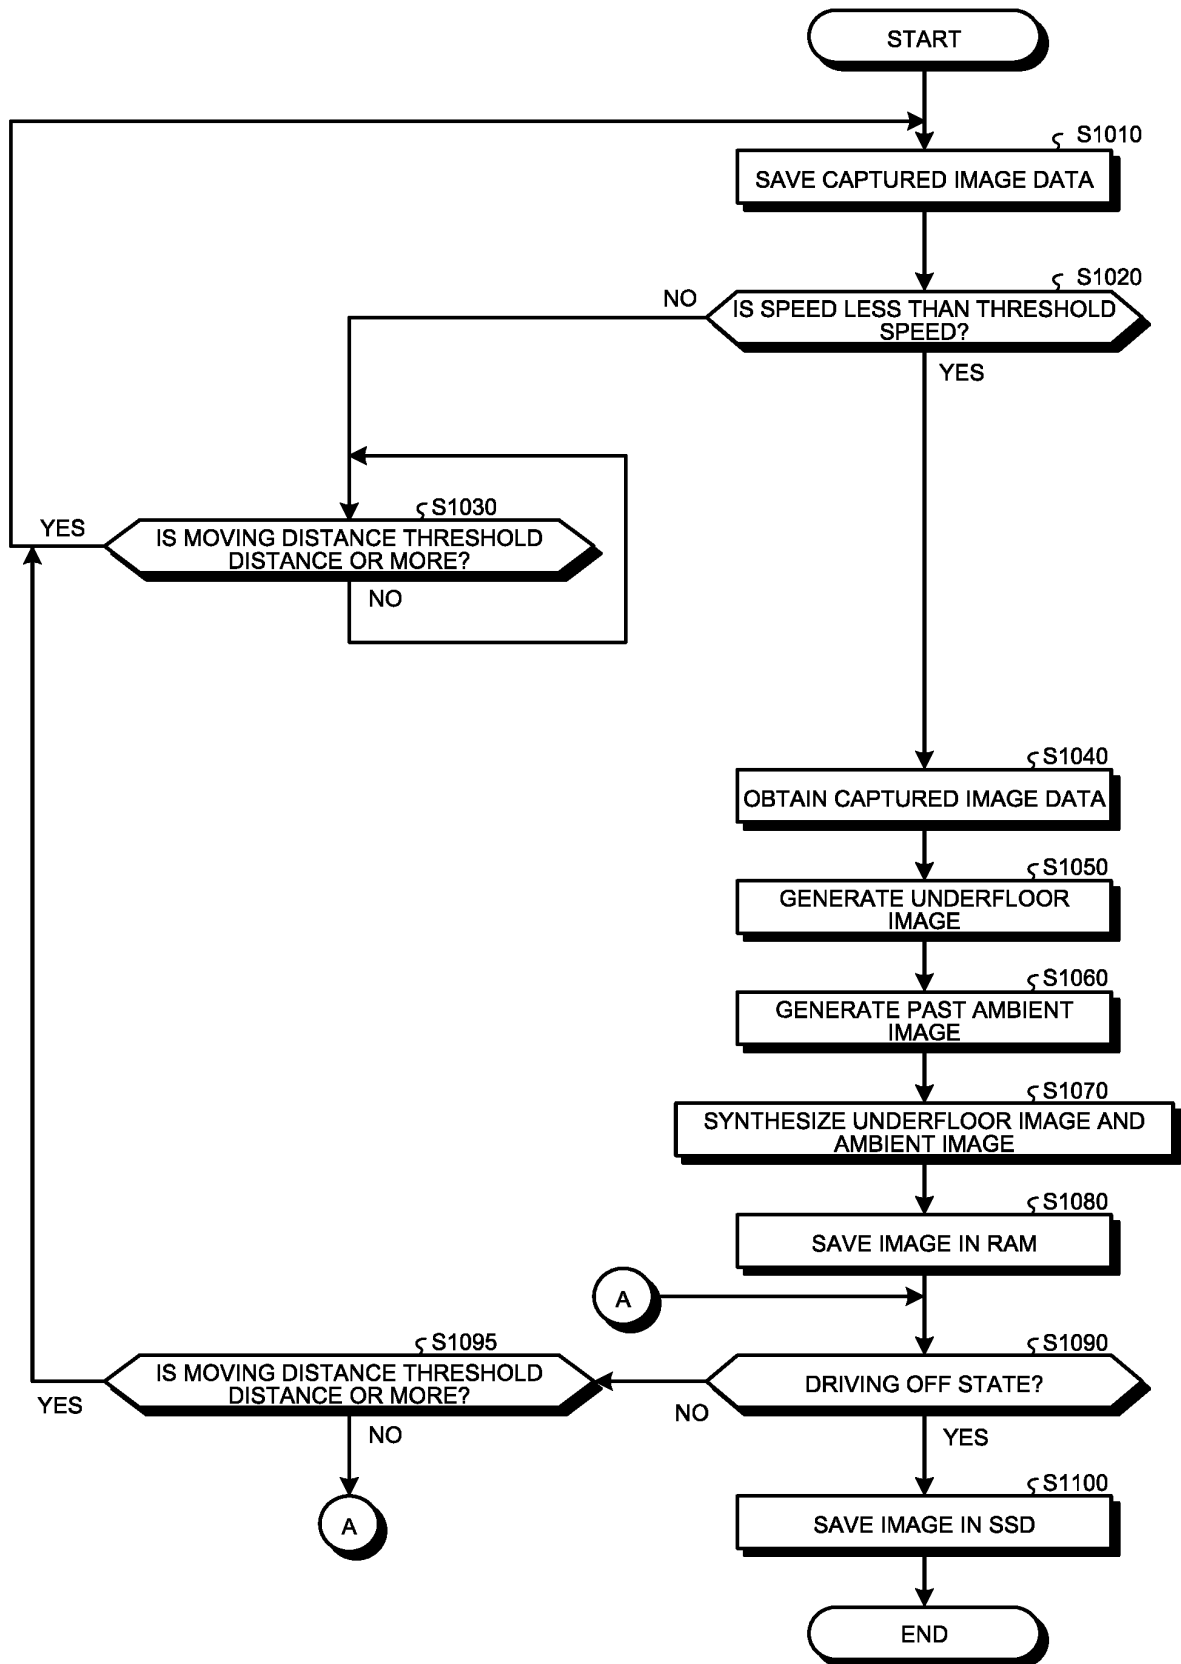 START
S1010
SAVE CAPTURED IMAGE DATA
S1020
NO
IS SPEED LESS THAN THRESHOLD
SPEED?
YES
S1030
YES
IS MOVING DISTANCE THRESHOLD
DISTANCE OR MORE?
NO
S1040
OBTAIN CAPTURED IMAGE DATA
S1050
GENERATE UNDERFLOOR
IMAGE
S1060
GENERATE PAST AMBIENT
IMAGE
S1070
SYNTHESIZE UNDERFLOOR IMAGE AND
AMBIENT IMAGE
S1080
SAVE IMAGE IN RAM
A
S1095
S1090
IS MOVING DISTANCE THRESHOLD
DISTANCE OR MORE?
DRIVING OFF STATE?
YES
NO
NO
YES
S1100
A
SAVE IMAGE IN SSD
END